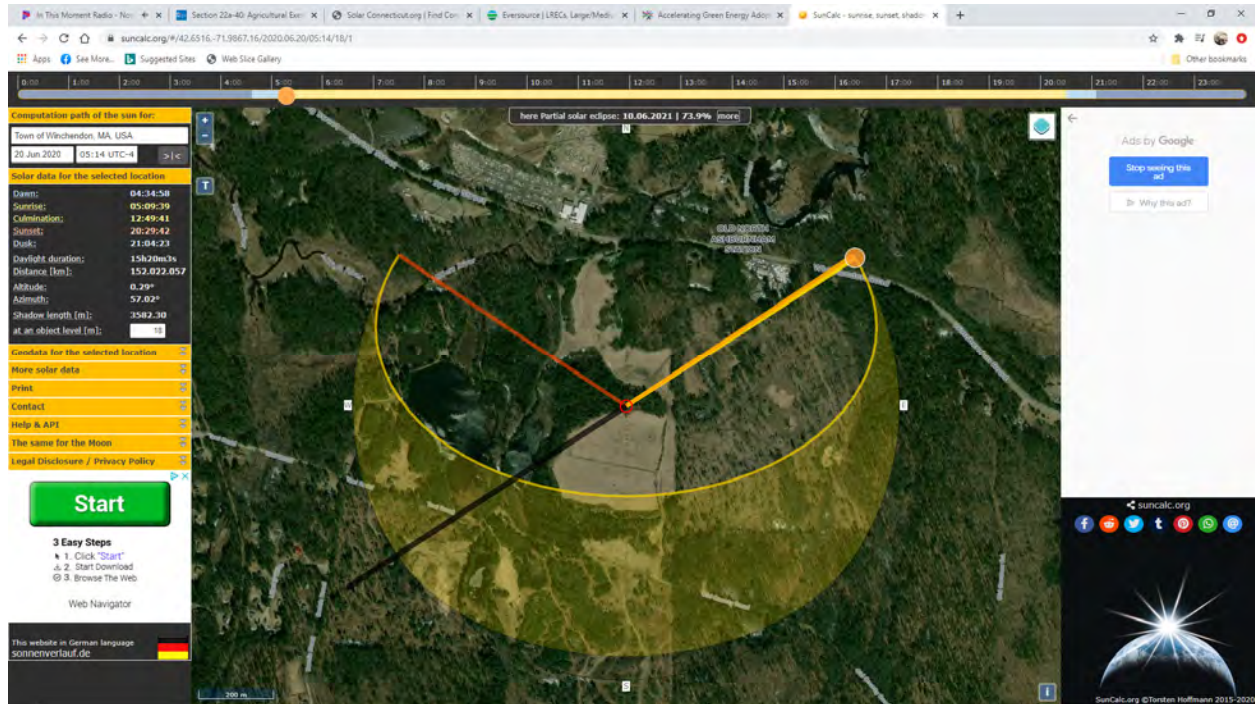 In This Moment Radio - Nov
Section 22a-40: Agricultural Exem
Solar Connecticut.org | Find Con
Eversource | LRECs, Large/Mediu
Accelerating Green Energy Adop
SunCalc - sunrise, sunset, shadow
suncalc.org/#/42.6516,-71.9867,16/2020.06.20/05:14/18/1
Apps
See More...
Suggested Sites
Web Slice Gallery
Other bookmarks
0:00 1:00 2:00 3:00 4:00 5:00 6:00 7:00 8:00 9:00 10:00 11:00 12:00 13:00 14:00 15:00 16:00 17:00 18:00 19:00 20:00 21:00 22:00 23:00
Computation path of the sun for:
Town of Winchendon, MA, USA
20.Jun.2020 05:14 UTC-4 >|<
Solar data for the selected location
Dawn: 04:34:58
Sunrise: 05:09:39
Culmination: 12:49:41
Sunset: 20:29:42
Dusk: 21:04:23
Daylight duration: 15h20m3s
Distance [km]: 152.022.057
Altitude: 0.29°
Azimuth: 57.02°
Shadow length [m]: 3582.30
at an object level [m]: 18
Geodata for the selected location
More solar data
Print
Contact
Help & API
The same for the Moon
Legal Disclosure / Privacy Policy
Start
3 Easy Steps
1. Click "Start"
2. Start Download
3. Browse The Web
Web Navigator
This website in German language
sonnenverlauf.de
+
-
T
here Partial solar eclipse: 10.06.2021 | 73.9% more
N
OLD NORTH
ASHBURNHAM
STATION
W
E
S
200 m
i
Ads by Google
Stop seeing this
ad
Why this ad?
suncalc.org
SunCalc.org ©Torsten Hoffmann 2015-2020